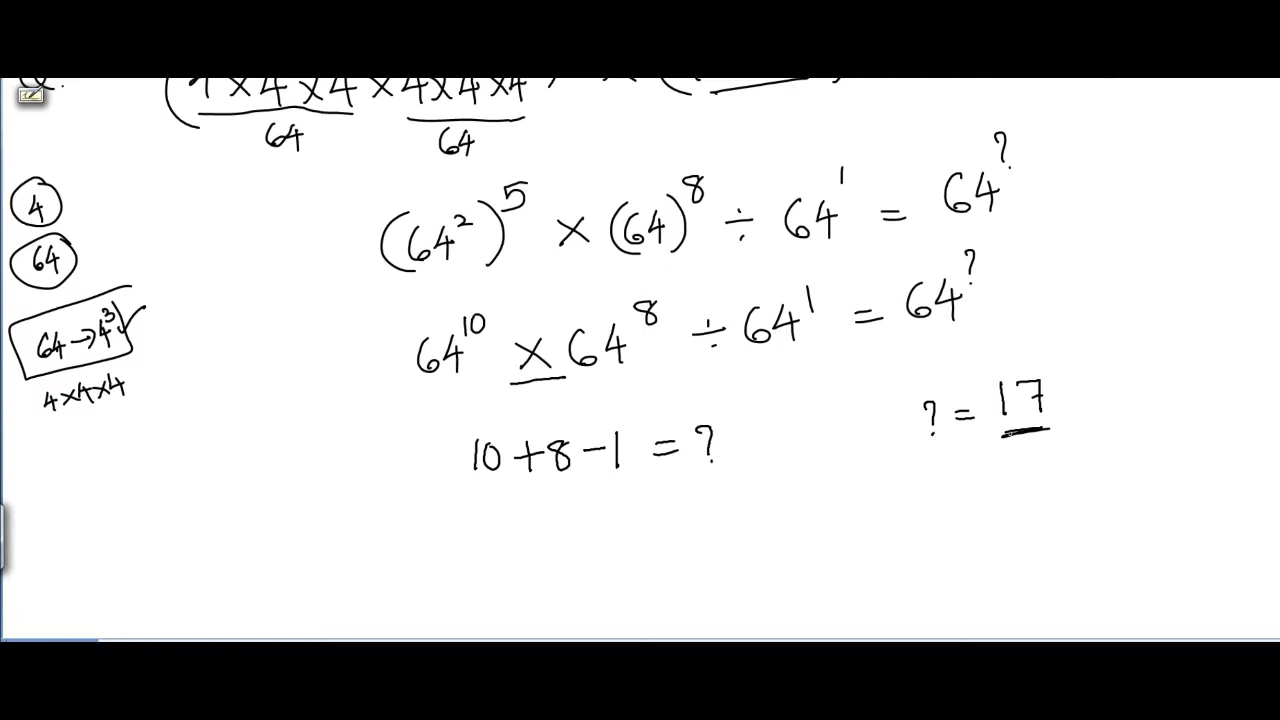 4 × 4 × 4 × 4 × 4
64 64
(64²)⁵ × (64)⁸ ÷ 64¹ = 64^?
64¹⁰ × 64⁸ ÷ 64¹ = 64^?
10 + 8 − 1 = ?
? = 17
4
64
64 → 4³ ✓
4×4×4